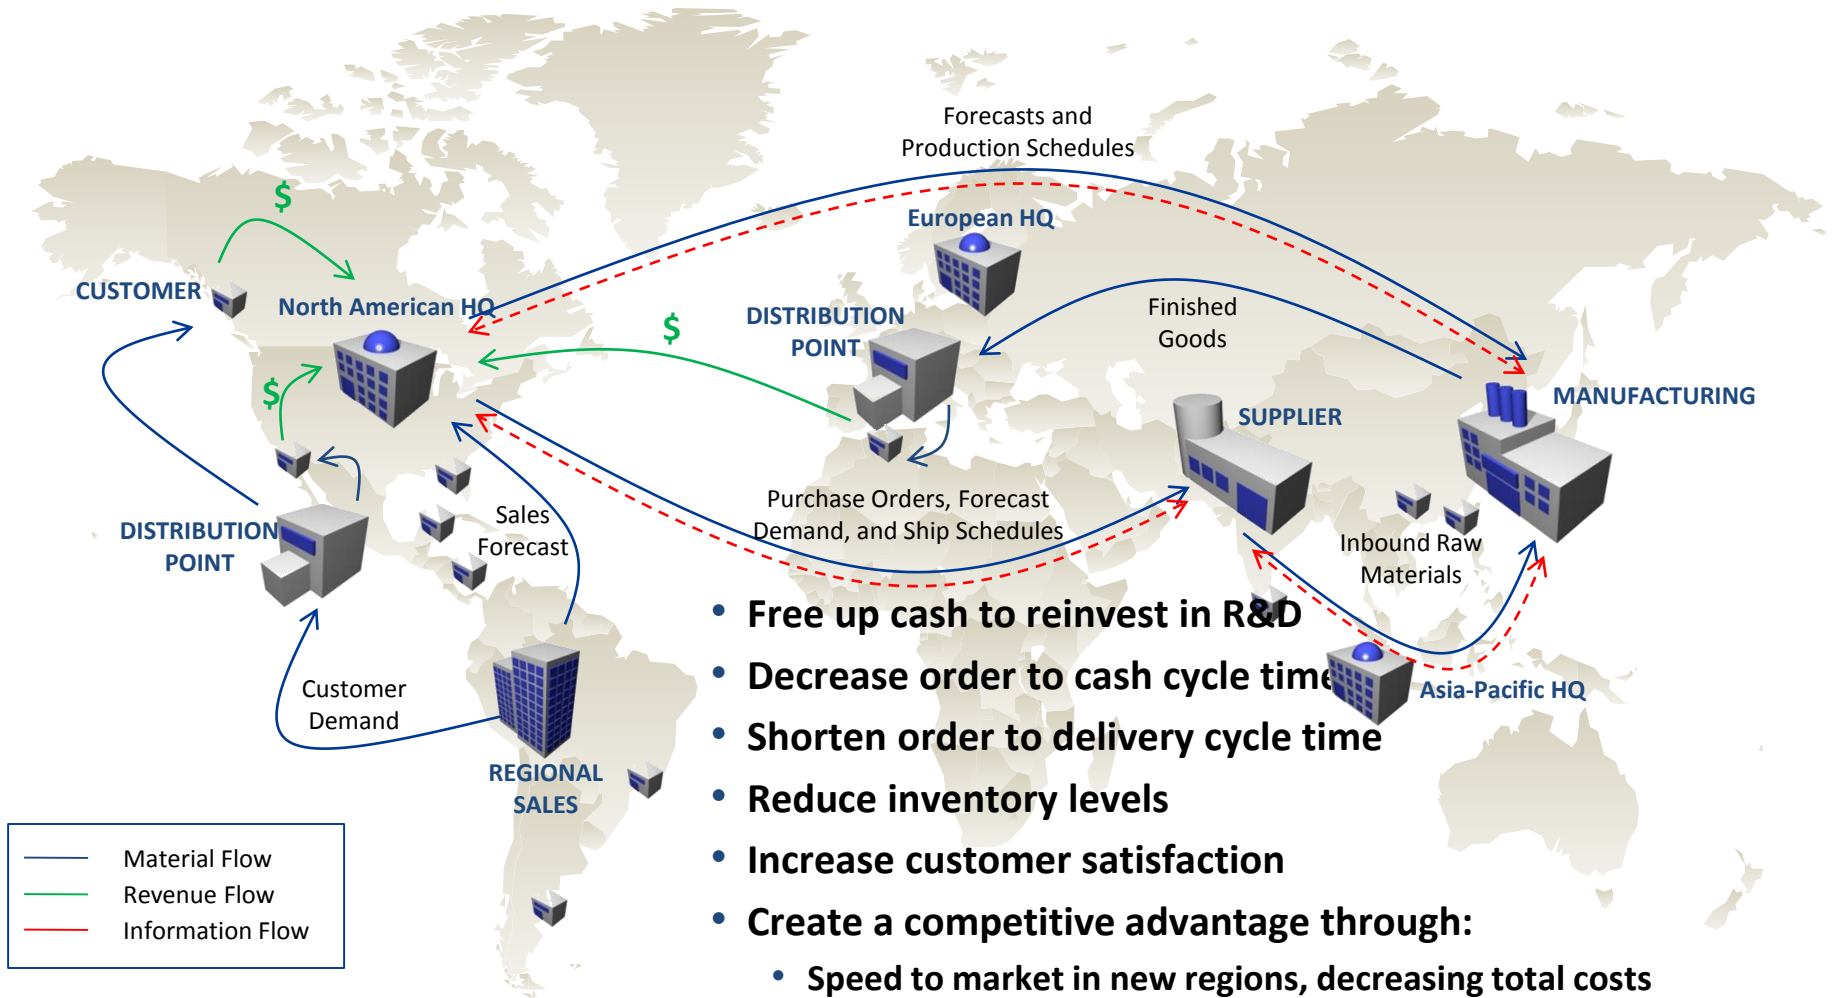 Forecasts and
Production Schedules
$
European HQ
CUSTOMER
North American HQ
$
DISTRIBUTION
POINT
Finished
Goods
$
SUPPLIER
MANUFACTURING
Purchase Orders, Forecast
Demand, and Ship Schedules
Sales
Forecast
DISTRIBUTION
POINT
Inbound Raw
Materials
Customer
Demand
REGIONAL
SALES
Asia-Pacific HQ
• Free up cash to reinvest in R&D
• Decrease order to cash cycle time
• Shorten order to delivery cycle time
• Reduce inventory levels
• Increase customer satisfaction
• Create a competitive advantage through:
• Speed to market in new regions, decreasing total costs
Material Flow
Revenue Flow
Information Flow